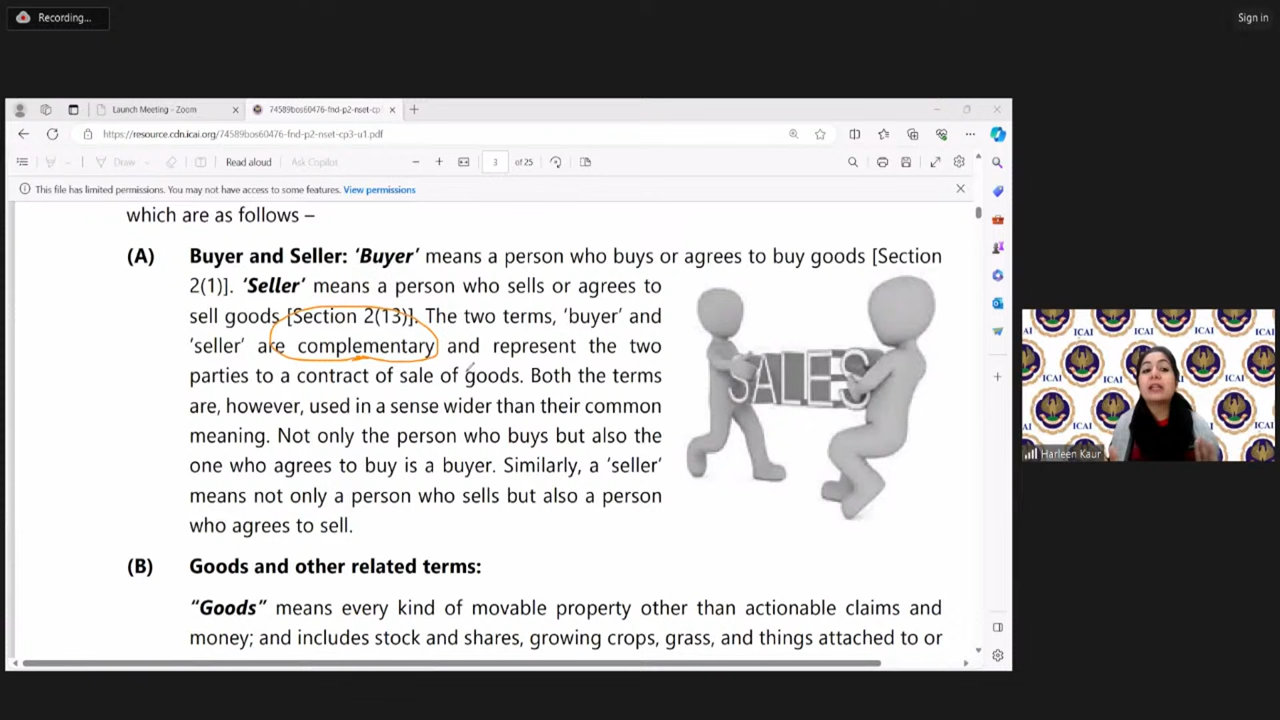 Recording...
Sign in
Launch Meeting - Zoom
74589bos60476-fnd-p2-nset-cp
https://resource.cdn.icai.org/74589bos60476-fnd-p2-nset-cp3-u1.pdf
Draw
Read aloud
Ask Copilot
3
of 25
This file has limited permissions. You may not have access to some features. View permissions
which are as follows –
(A) Buyer and Seller: ‘Buyer’ means a person who buys or agrees to buy goods [Section
2(1)]. ‘Seller’ means a person who sells or agrees to
sell goods [Section 2(13)]. The two terms, ‘buyer’ and
‘seller’ are complementary and represent the two
parties to a contract of sale of goods. Both the terms
are, however, used in a sense wider than their common
meaning. Not only the person who buys but also the
one who agrees to buy is a buyer. Similarly, a ‘seller’
means not only a person who sells but also a person
who agrees to sell.
SALES
(B) Goods and other related terms:
“Goods” means every kind of movable property other than actionable claims and
money; and includes stock and shares, growing crops, grass, and things attached to or
ICAI
ICAI
ICAI
ICAI
Harleen Kaur